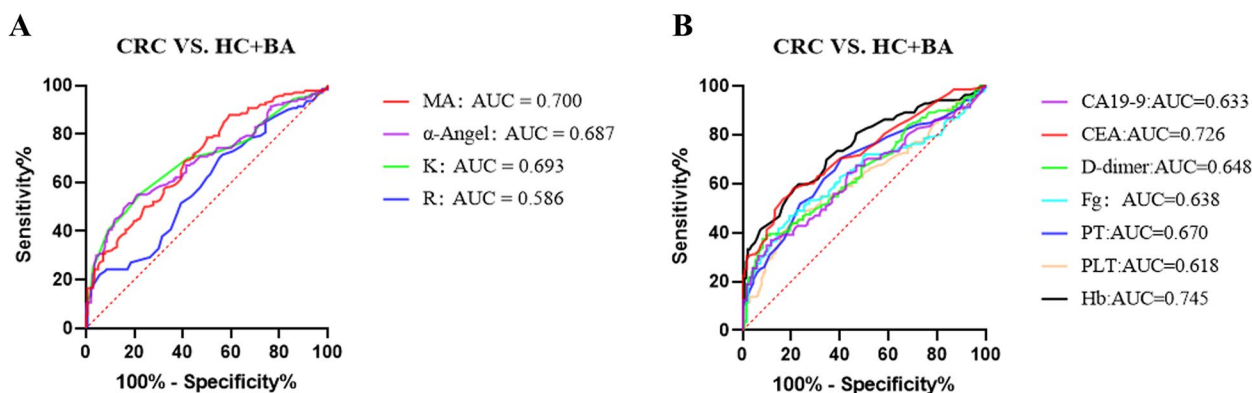 A
CRC VS. HC+BA
100
80
60
40
20
0
Sensitivity%
0 20 40 60 80 100
100% - Specificity%
MA: AUC = 0.700
α-Angel: AUC = 0.687
K: AUC = 0.693
R: AUC = 0.586
B
CRC VS. HC+BA
100
80
60
40
20
0
Sensitivity%
0 20 40 60 80 100
100% - Specificity%
CA19-9:AUC=0.633
CEA:AUC=0.726
D-dimer:AUC=0.648
Fg: AUC=0.638
PT:AUC=0.670
PLT:AUC=0.618
Hb:AUC=0.745